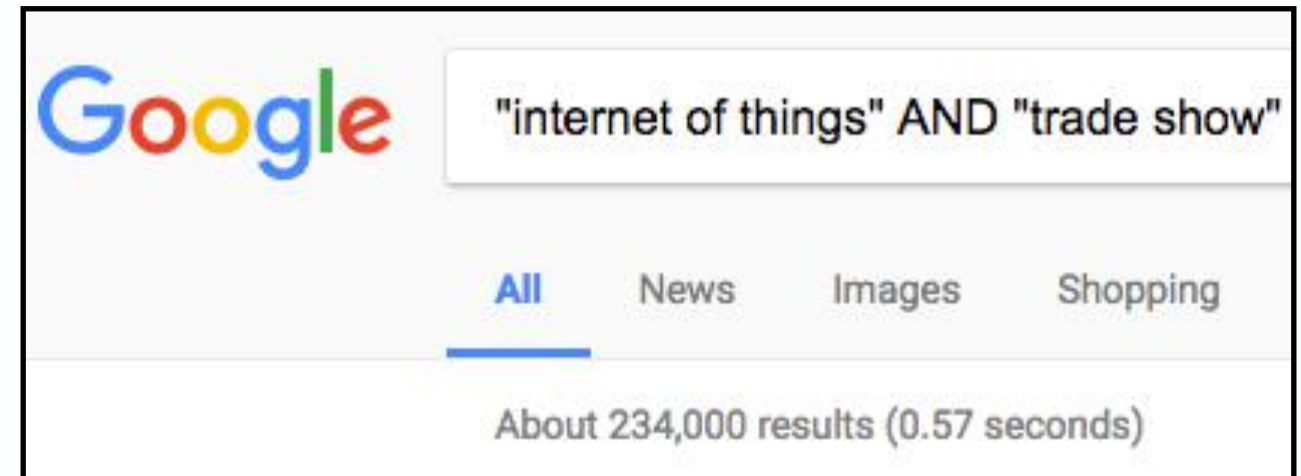 Google "internet of things" AND "trade show"
All News Images Shopping
About 234,000 results (0.57 seconds)